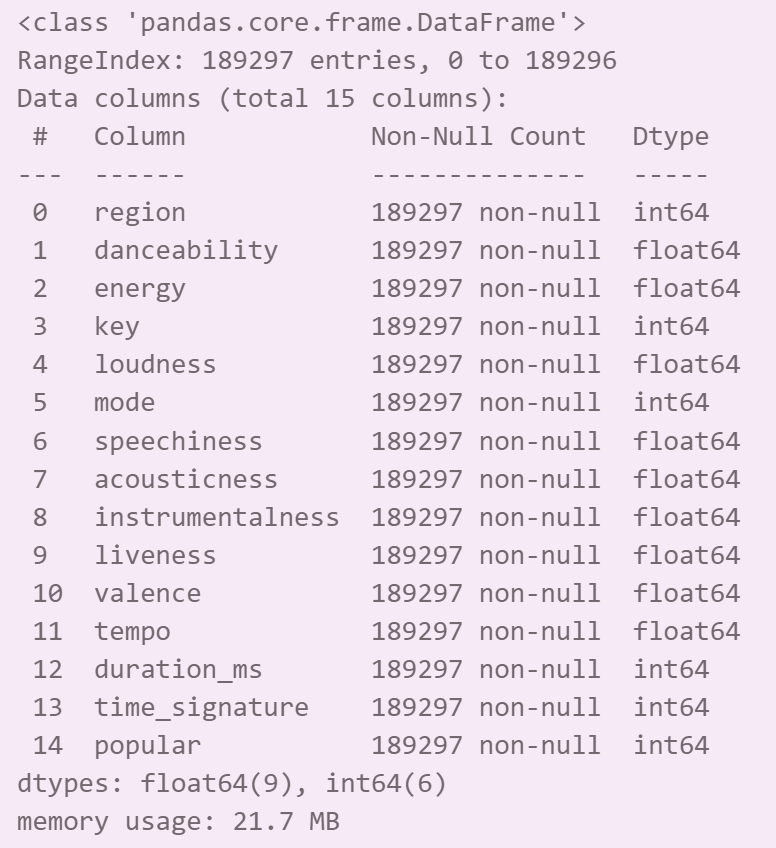 <class 'pandas.core.frame.DataFrame'>
RangeIndex: 189297 entries, 0 to 189296
Data columns (total 15 columns):
 #   Column            Non-Null Count   Dtype
---  ------            --------------   -----
 0   region            189297 non-null  int64
 1   danceability      189297 non-null  float64
 2   energy            189297 non-null  float64
 3   key               189297 non-null  int64
 4   loudness          189297 non-null  float64
 5   mode              189297 non-null  int64
 6   speechiness       189297 non-null  float64
 7   acousticness      189297 non-null  float64
 8   instrumentalness  189297 non-null  float64
 9   liveness          189297 non-null  float64
 10  valence           189297 non-null  float64
 11  tempo             189297 non-null  float64
 12  duration_ms       189297 non-null  int64
 13  time_signature    189297 non-null  int64
 14  popular           189297 non-null  int64
dtypes: float64(9), int64(6)
memory usage: 21.7 MB